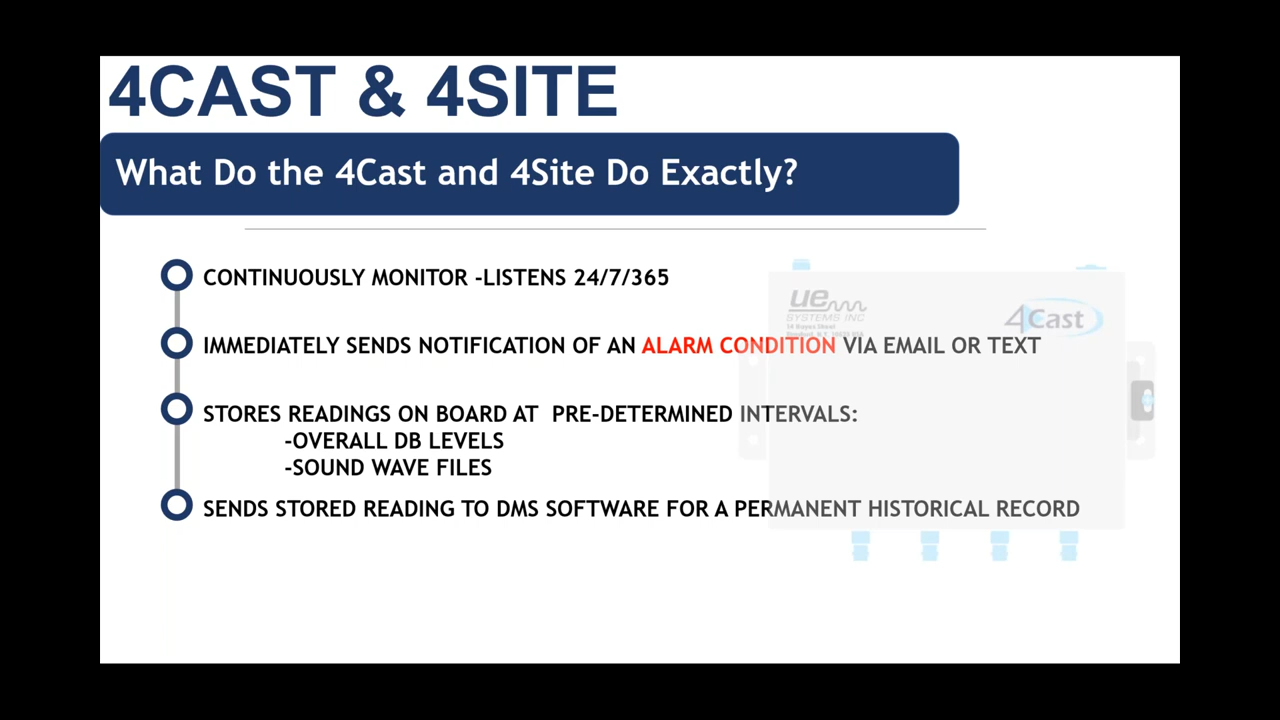 4CAST & 4SITE
What Do the 4Cast and 4Site Do Exactly?
CONTINUOUSLY MONITOR -LISTENS 24/7/365
ue
SYSTEMS INC
4Cast
IMMEDIATELY SENDS NOTIFICATION OF AN ALARM CONDITION VIA EMAIL OR TEXT
STORES READINGS ON BOARD AT PRE-DETERMINED INTERVALS:
-OVERALL DB LEVELS
-SOUND WAVE FILES
SENDS STORED READING TO DMS SOFTWARE FOR A PERMANENT HISTORICAL RECORD